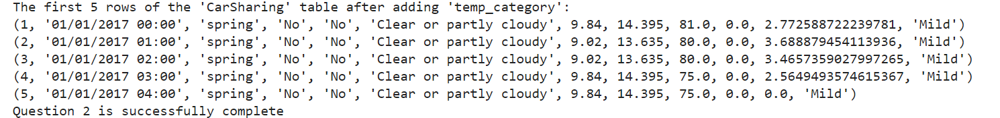 The first 5 rows of the 'CarSharing' table after adding 'temp_category':
(1, '01/01/2017 00:00', 'spring', 'No', 'No', 'Clear or partly cloudy', 9.84, 14.395, 81.0, 0.0, 2.772588722239781, 'Mild')
(2, '01/01/2017 01:00', 'spring', 'No', 'No', 'Clear or partly cloudy', 9.02, 13.635, 80.0, 0.0, 3.688879454113936, 'Mild')
(3, '01/01/2017 02:00', 'spring', 'No', 'No', 'Clear or partly cloudy', 9.02, 13.635, 80.0, 0.0, 3.4657359027997265, 'Mild')
(4, '01/01/2017 03:00', 'spring', 'No', 'No', 'Clear or partly cloudy', 9.84, 14.395, 75.0, 0.0, 2.5649493574615367, 'Mild')
(5, '01/01/2017 04:00', 'spring', 'No', 'No', 'Clear or partly cloudy', 9.84, 14.395, 75.0, 0.0, 0.0, 'Mild')
Question 2 is successfully complete